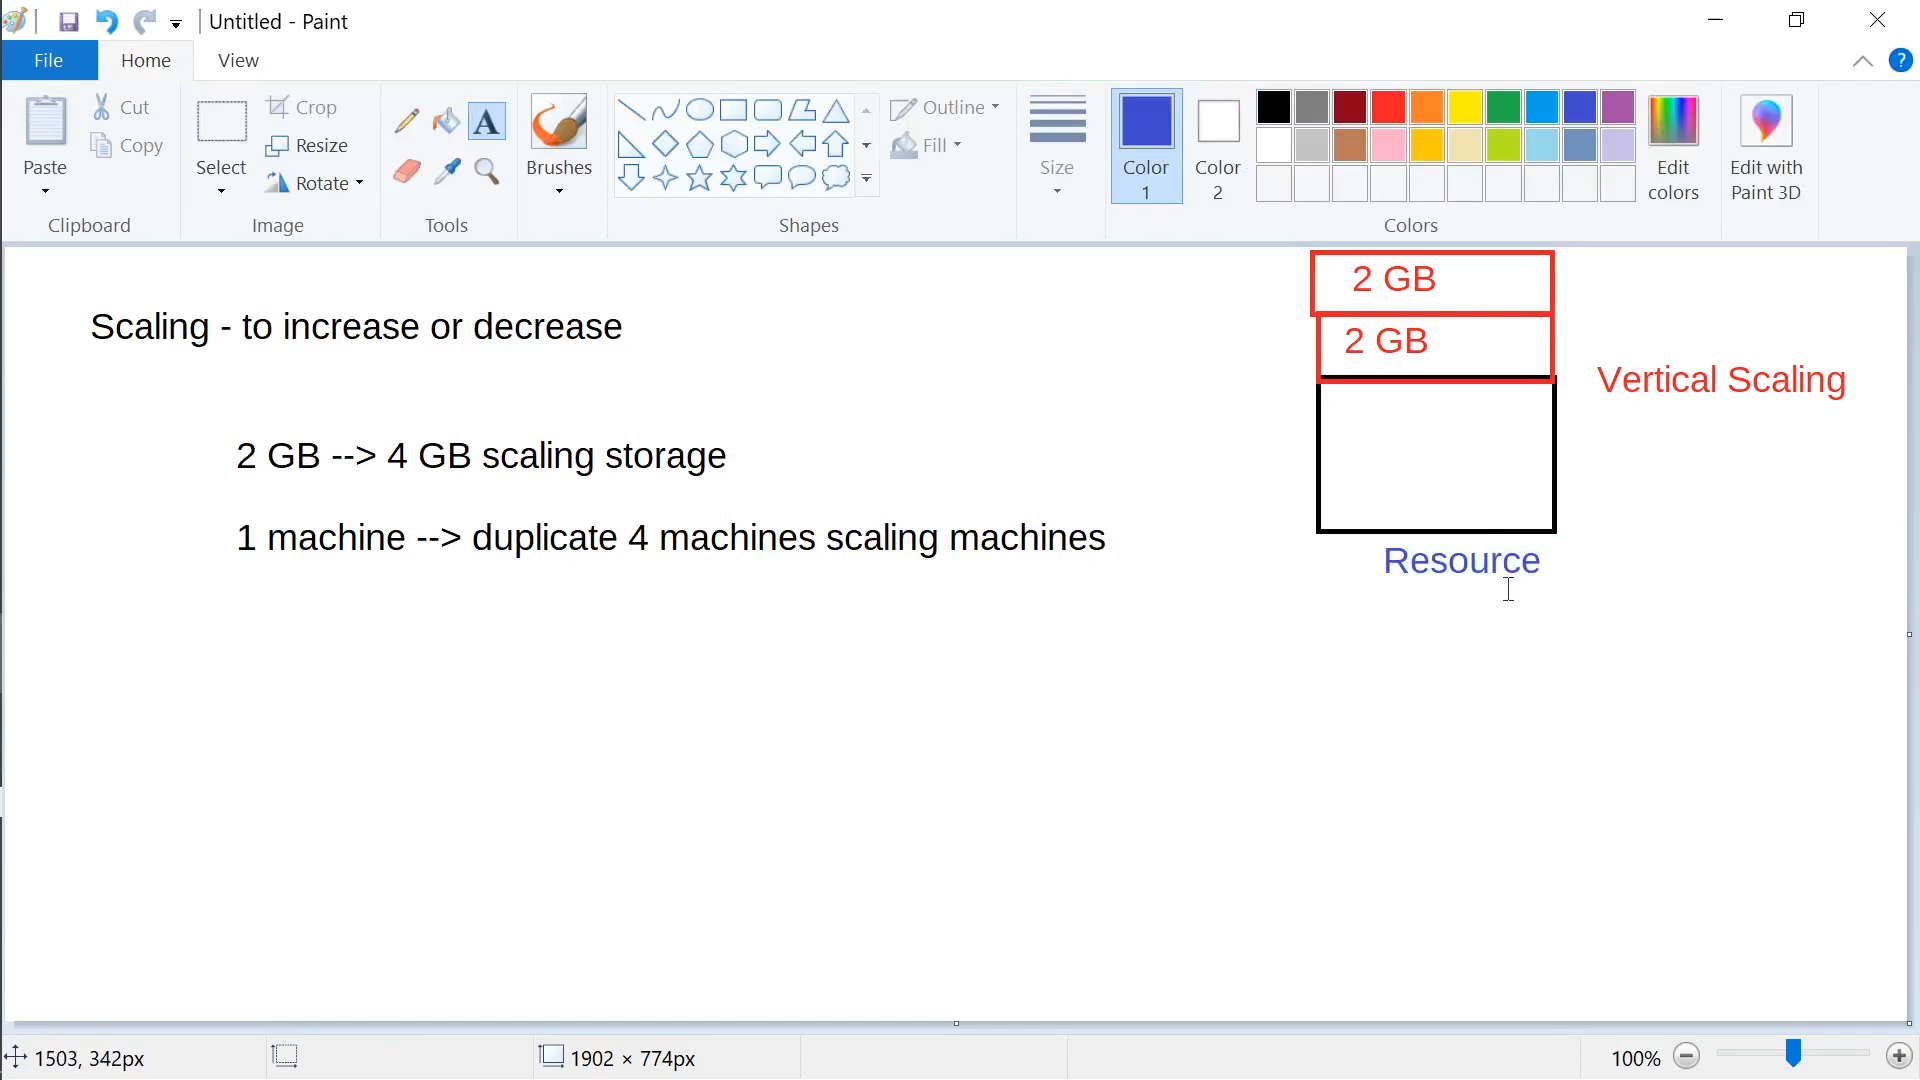 Untitled - Paint
File
Home
View
?
Paste
Cut
Copy
Clipboard
Select
Crop
Resize
Rotate
Image
A
Tools
Brushes
Shapes
Outline
Fill
Size
Color
1
Color
2
Colors
Edit
colors
Edit with
Paint 3D
2 GB
Scaling - to increase or decrease
2 GB
Vertical Scaling
2 GB --> 4 GB scaling storage
1 machine --> duplicate 4 machines scaling machines
Resource
1503, 342px
1902 × 774px
100%